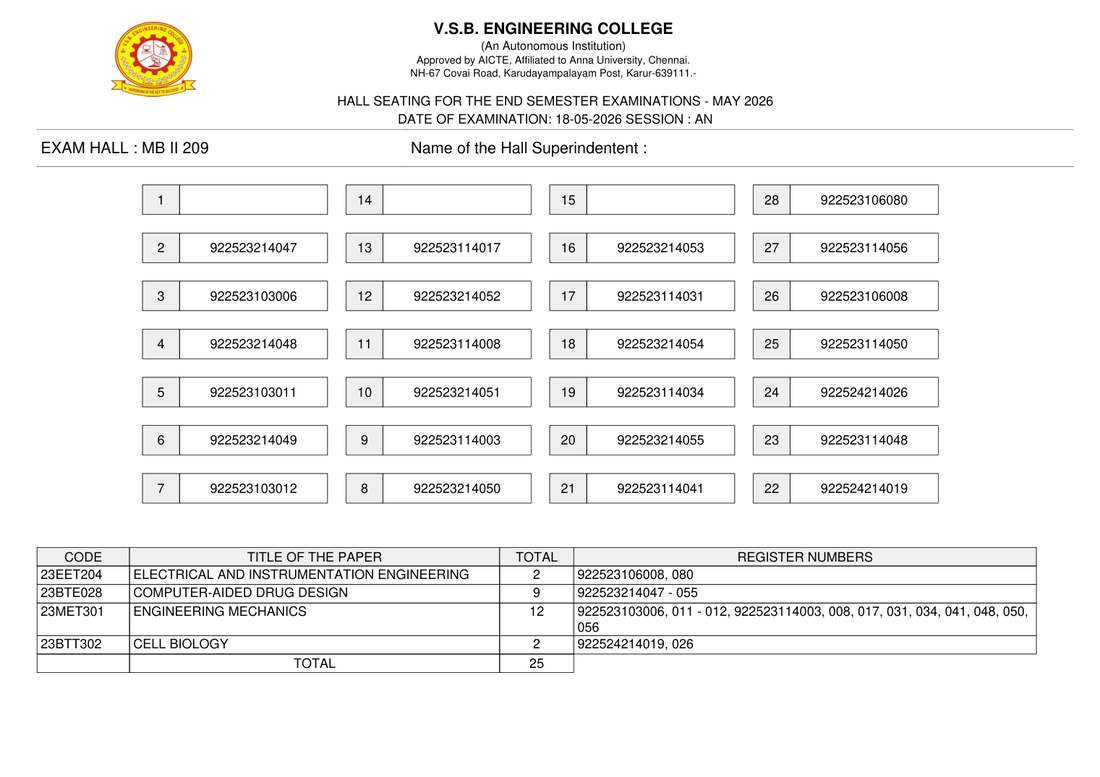 V.S.B. ENGINEERING COLLEGE
(An Autonomous Institution)
Approved by AICTE, Affiliated to Anna University, Chennai.
NH-67 Covai Road, Karudayampalayam Post, Karur-639111.-
HALL SEATING FOR THE END SEMESTER EXAMINATIONS - MAY 2026
DATE OF EXAMINATION: 18-05-2026 SESSION : AN
EXAM HALL : MB II 209 Name of the Hall Superindentent :
1 14 15 28 922523106080
2 922523214047 13 922523114017 16 922523214053 27 922523114056
3 922523103006 12 922523214052 17 922523114031 26 922523106008
4 922523214048 11 922523114008 18 922523214054 25 922523114050
5 922523103011 10 922523214051 19 922523114034 24 922524214026
6 922523214049 9 922523114003 20 922523214055 23 922523114048
7 922523103012 8 922523214050 21 922523114041 22 922524214019
CODE TITLE OF THE PAPER TOTAL REGISTER NUMBERS
23EET204 ELECTRICAL AND INSTRUMENTATION ENGINEERING 2 922523106008, 080
23BTE028 COMPUTER-AIDED DRUG DESIGN 9 922523214047 - 055
23MET301 ENGINEERING MECHANICS 12 922523103006, 011 - 012, 922523114003, 008, 017, 031, 034, 041, 048, 050,
056
23BTT302 CELL BIOLOGY 2 922524214019, 026
TOTAL 25